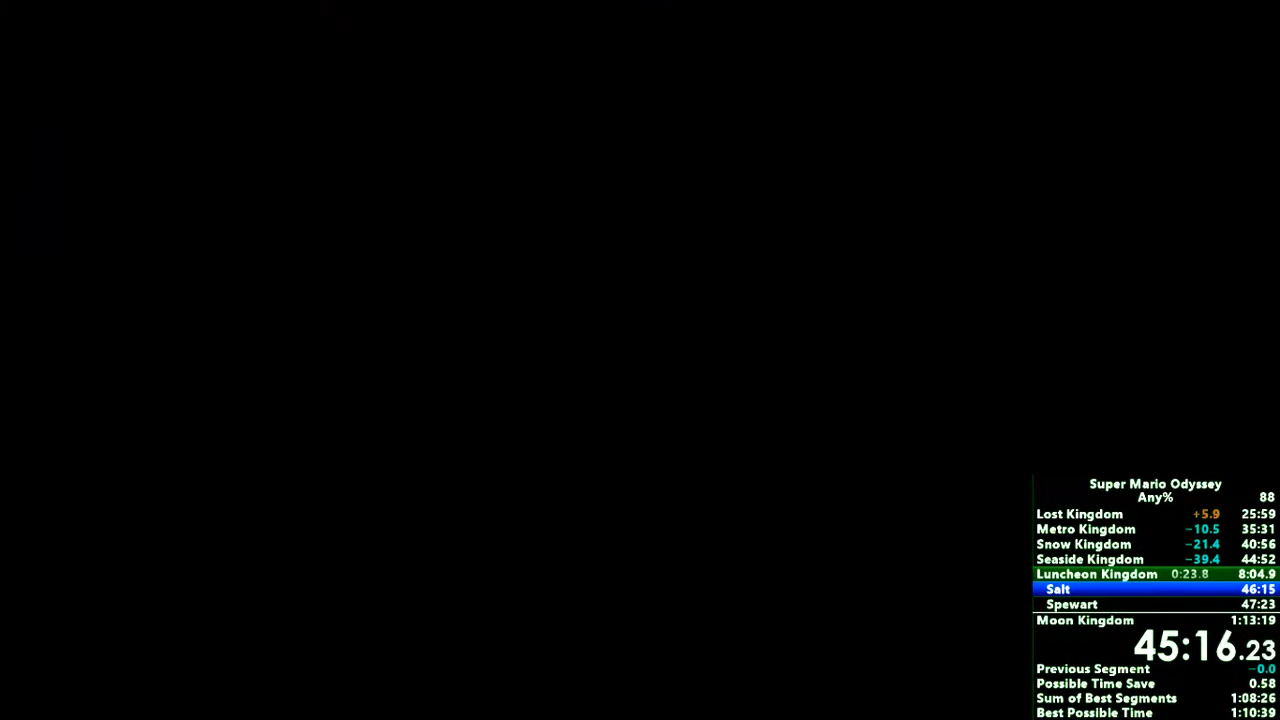 Super Mario Odyssey
Any% 88
Lost Kingdom +5.9 25:59
Metro Kingdom −10.5 35:31
Snow Kingdom −21.4 40:56
Seaside Kingdom −39.4 44:52
Luncheon Kingdom 0:23.8 8:04.9
Salt 46:15
Spewart 47:23
Moon Kingdom 1:13:19
45:16.23
Previous Segment −0.0
Possible Time Save 0.58
Sum of Best Segments 1:08:26
Best Possible Time 1:10:39